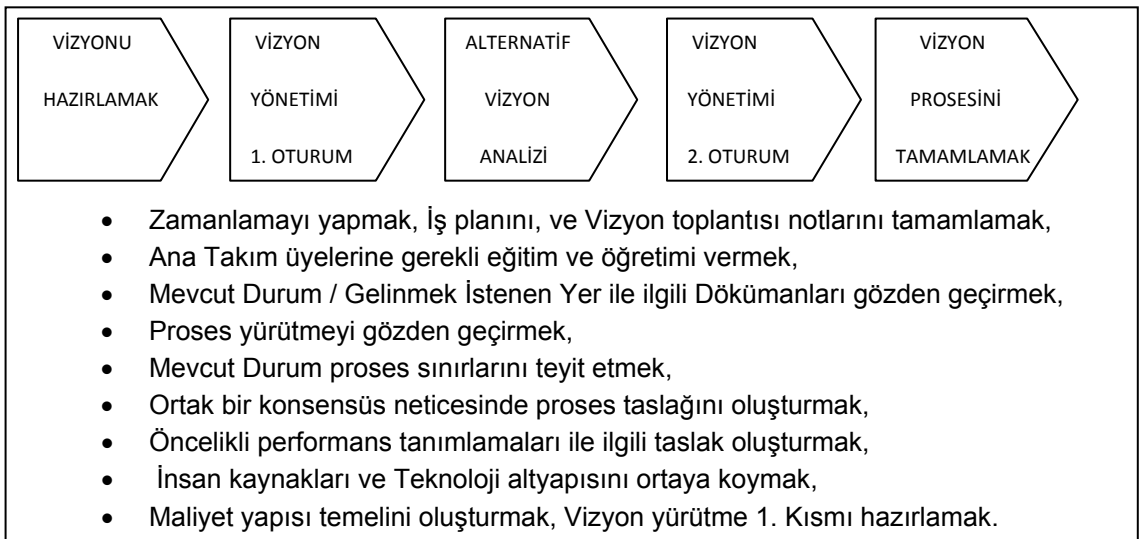 VİZYONU
HAZIRLAMAK
VİZYON
YÖNETİMİ
1. OTURUM
ALTERNATİF
VİZYON
ANALİZİ
VİZYON
YÖNETİMİ
2. OTURUM
VİZYON
PROSESİNİ
TAMAMLAMAK
• Zamanlamayı yapmak, İş planını, ve Vizyon toplantısı notlarını tamamlamak,
• Ana Takım üyelerine gerekli eğitim ve öğretimi vermek,
• Mevcut Durum / Gelinmek İstenen Yer ile ilgili Dökümanları gözden geçirmek,
• Proses yürütmeyi gözden geçirmek,
• Mevcut Durum proses sınırlarını teyit etmek,
• Ortak bir konsensüs neticesinde proses taslağını oluşturmak,
• Öncelikli performans tanımlamaları ile ilgili taslak oluşturmak,
• İnsan kaynakları ve Teknoloji altyapısını ortaya koymak,
• Maliyet yapısı temelini oluşturmak, Vizyon yürütme 1. Kısmı hazırlamak.